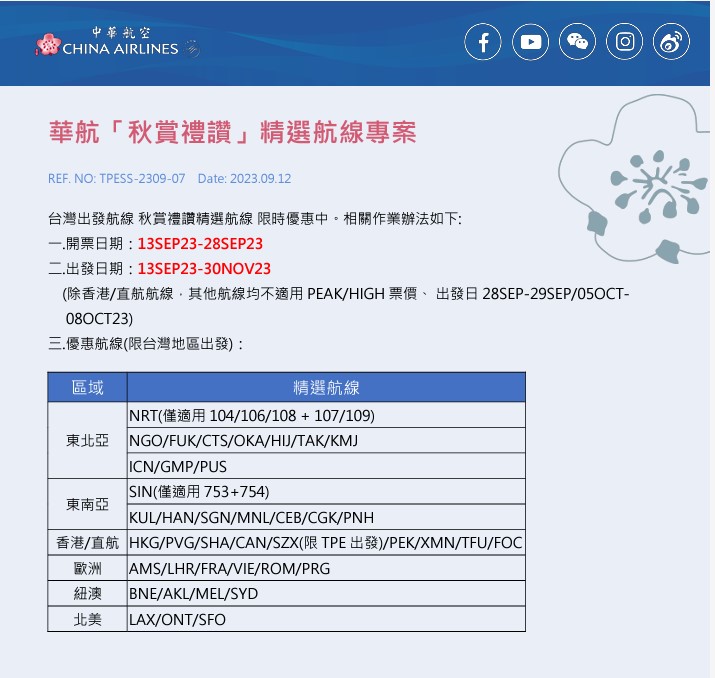 中華航空
CHINA AIRLINES
華航「秋賞禮讚」精選航線專案
REF. NO: TPESS-2309-07 Date: 2023.09.12
台灣出發航線 秋賞禮讚精選航線 限時優惠中。相關作業辦法如下:
一.開票日期：13SEP23-28SEP23
二.出發日期：13SEP23-30NOV23
(除香港/直航航線，其他航線均不適用 PEAK/HIGH 票價、 出發日 28SEP-29SEP/05OCT-
08OCT23)
三.優惠航線(限台灣地區出發)：
區域 精選航線
東北亞 NRT(僅適用 104/106/108 + 107/109)
NGO/FUK/CTS/OKA/HIJ/TAK/KMJ
ICN/GMP/PUS
東南亞 SIN(僅適用 753+754)
KUL/HAN/SGN/MNL/CEB/CGK/PNH
香港/直航 HKG/PVG/SHA/CAN/SZX(限 TPE 出發)/PEK/XMN/TFU/FOC
歐洲 AMS/LHR/FRA/VIE/ROM/PRG
紐澳 BNE/AKL/MEL/SYD
北美 LAX/ONT/SFO